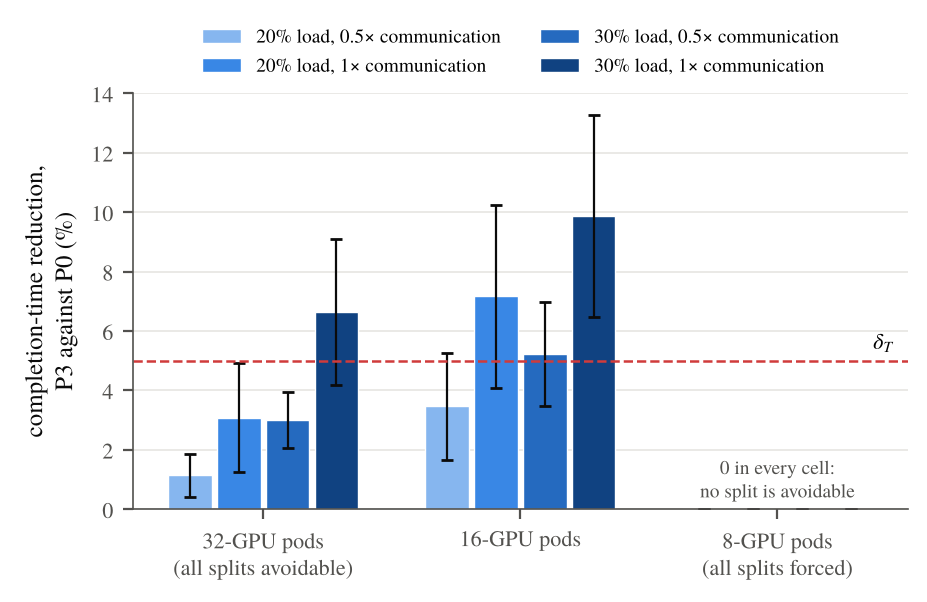 20% load, 0.5× communication
20% load, 1× communication
30% load, 0.5× communication
30% load, 1× communication
completion-time reduction,
P3 against P0 (%)
14
12
10
8
6
4
2
0
δT
0 in every cell:
no split is avoidable
32-GPU pods
(all splits avoidable)
16-GPU pods
8-GPU pods
(all splits forced)